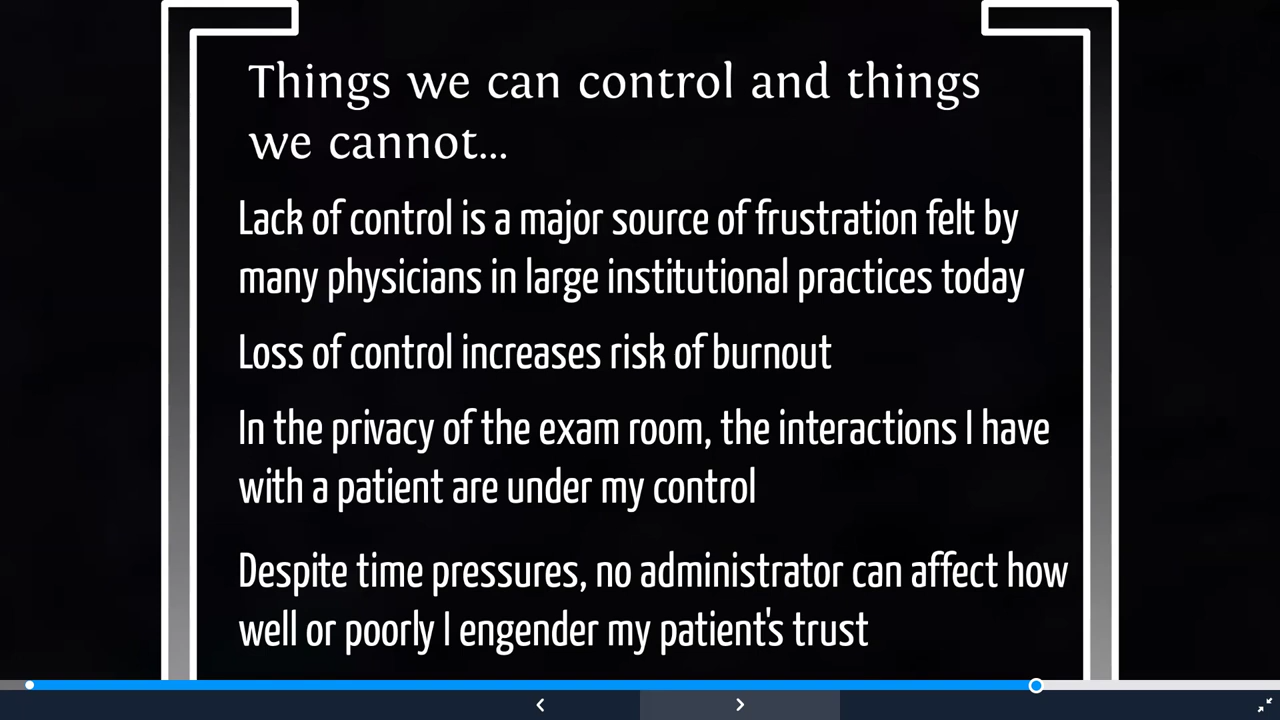 Things we can control and things
we cannot...
Lack of control is a major source of frustration felt by
many physicians in large institutional practices today
Loss of control increases risk of burnout
In the privacy of the exam room, the interactions I have
with a patient are under my control
Despite time pressures, no administrator can affect how
well or poorly I engender my patient's trust